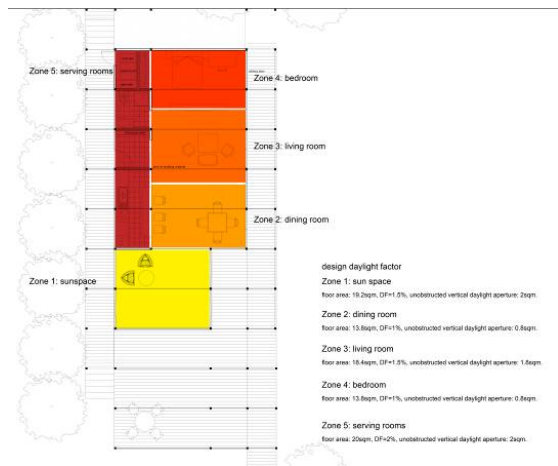 Zone 5: serving rooms
Zone 4: bedroom
Zone 3: living room
Zone 2: dining room
Zone 1: sunspace
design daylight factor
Zone 1: sun space
floor area: 19.2sqm, DF=1.5%, unobstructed vertical daylight aperture: 2sqm.
Zone 2: dining room
floor area: 13.8sqm, DF=1%, unobstructed vertical daylight aperture: 0.8sqm.
Zone 3: living room
floor area: 18.4sqm, DF=1.5%, unobstructed vertical daylight aperture: 1.8sqm.
Zone 4: bedroom
floor area: 13.8sqm, DF=1%, unobstructed vertical daylight aperture: 0.8sqm.
Zone 5: serving rooms
floor area: 20sqm, DF=2%, unobstructed vertical daylight aperture: 2sqm.